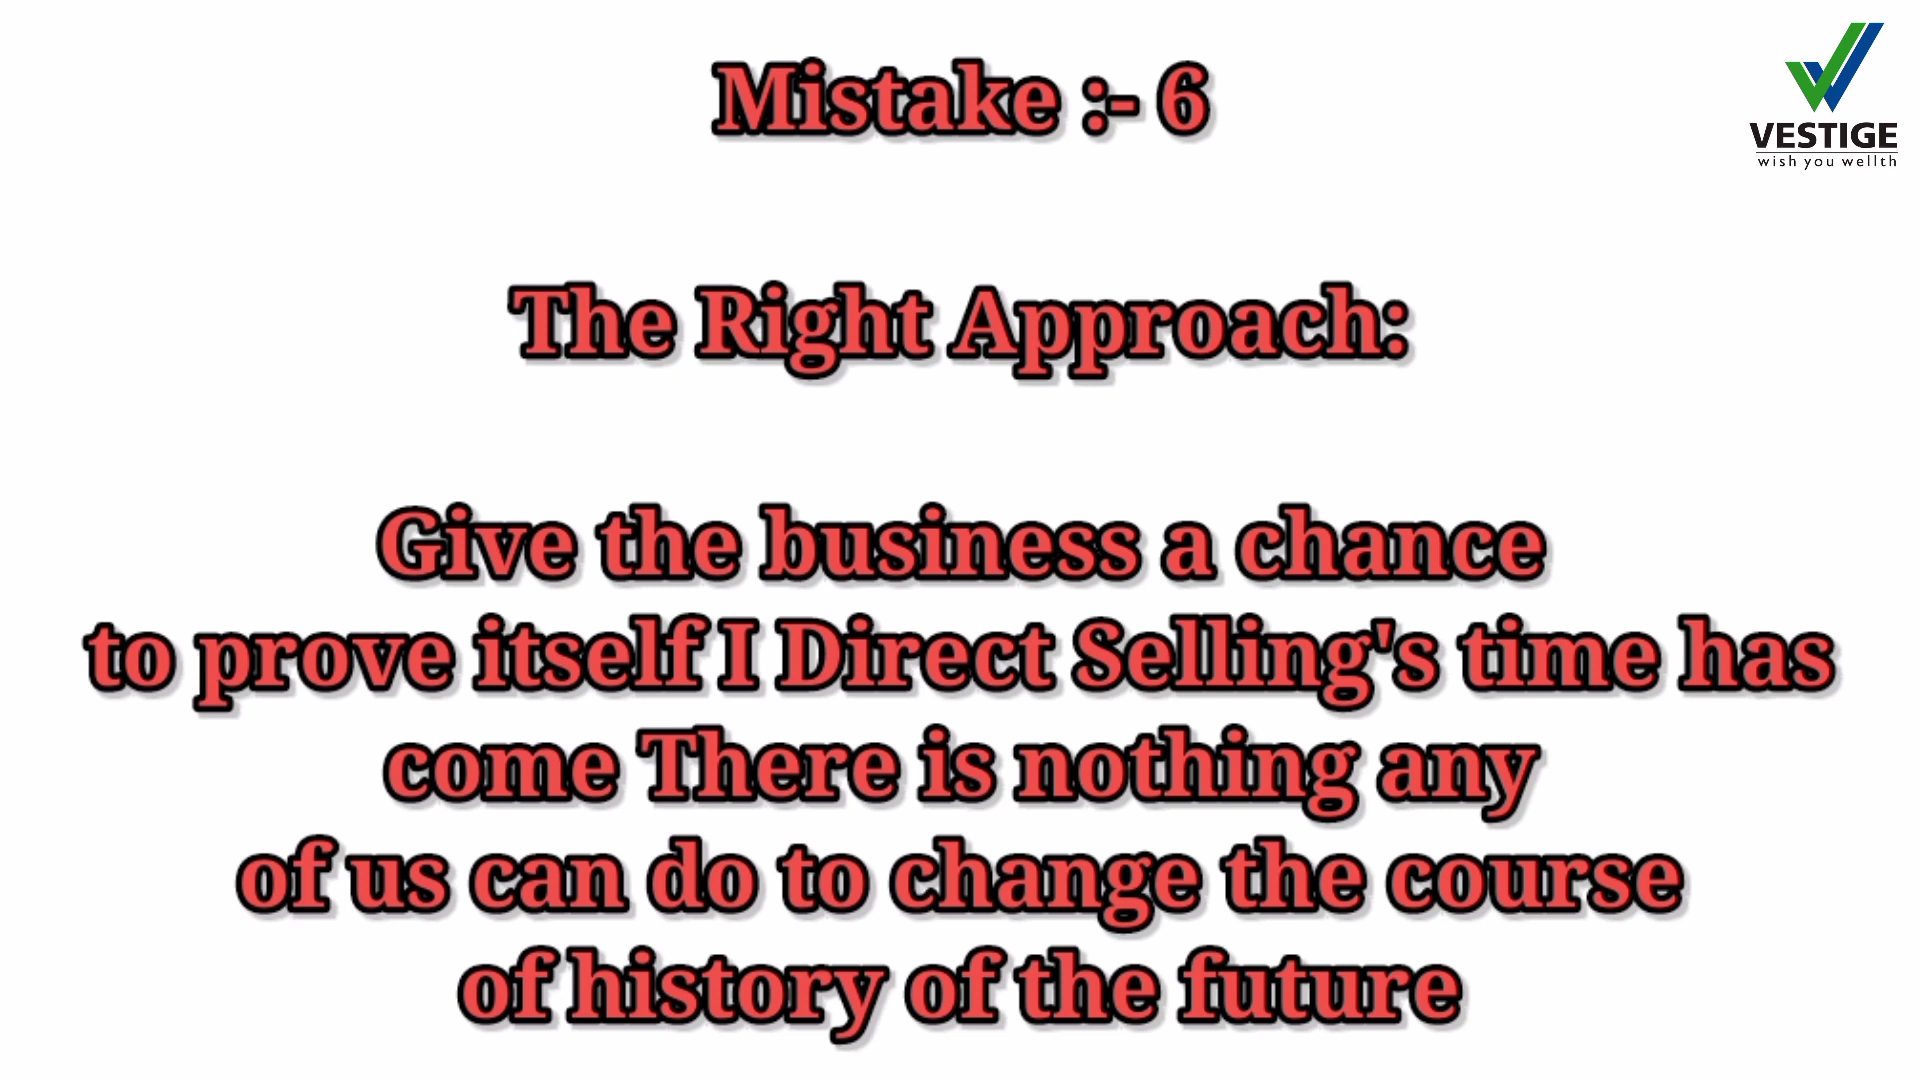 Mistake :- 6
VESTIGE
wish you wellth
The Right Approach:
Give the business a chance
to prove itself I Direct Selling's time has
come There is nothing any
of us can do to change the course
of history of the future